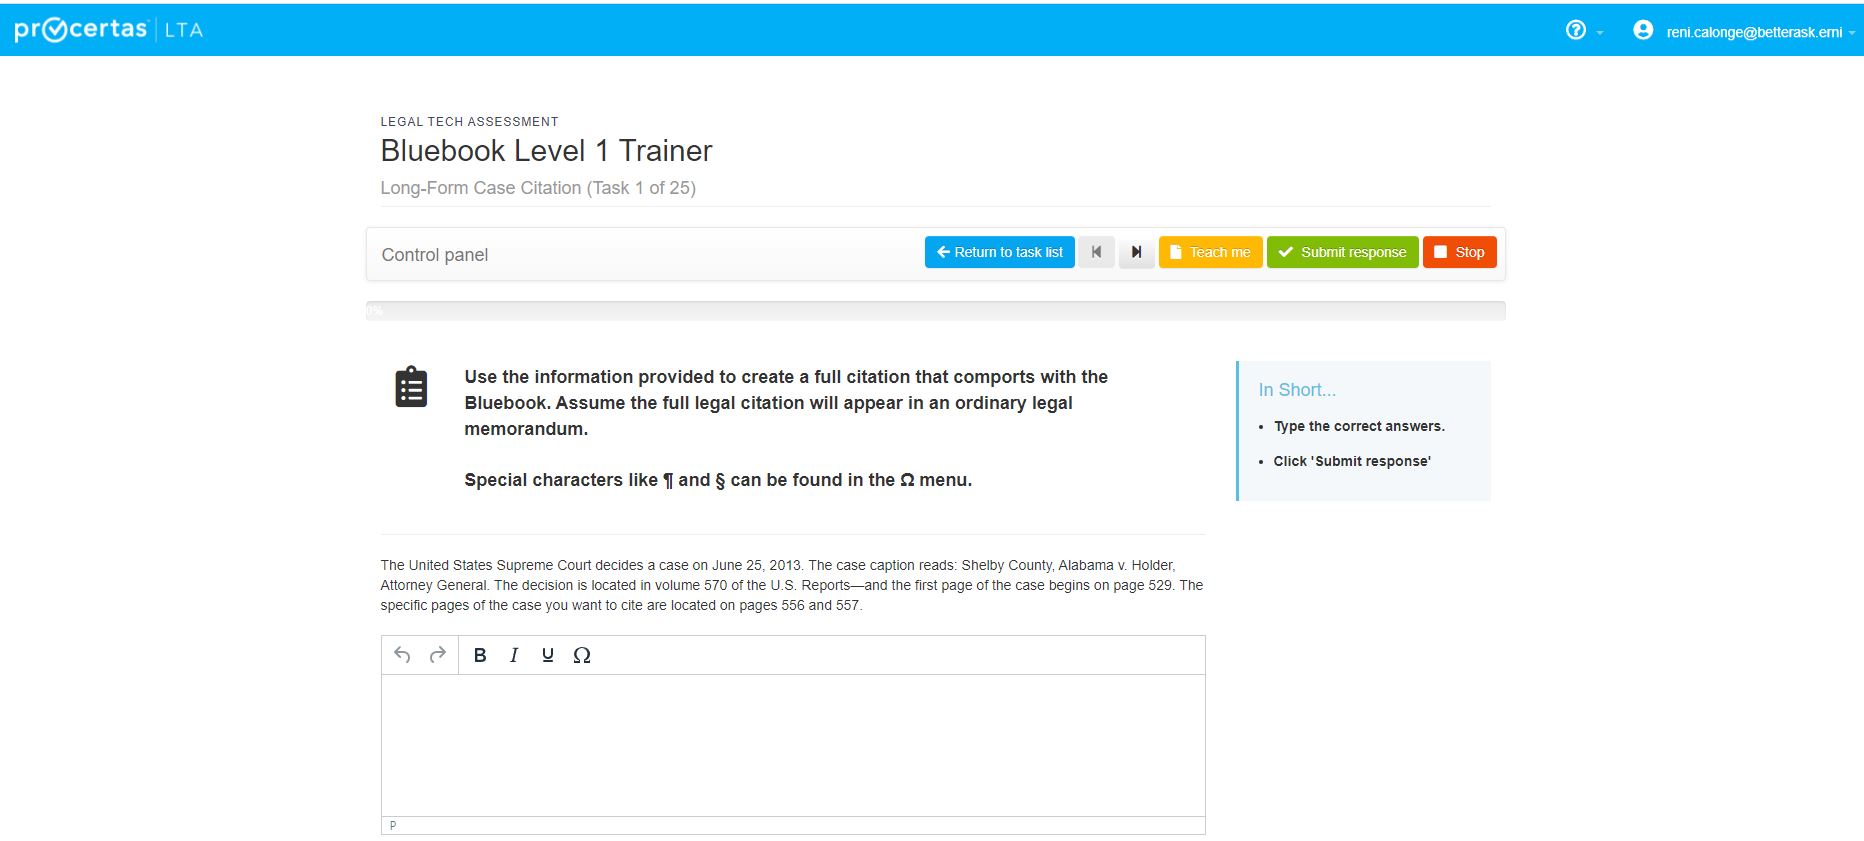 procertas | LTA
reni.calonge@betterask.erni
LEGAL TECH ASSESSMENT
Bluebook Level 1 Trainer
Long-Form Case Citation (Task 1 of 25)
Control panel
Return to task list
Teach me
Submit response
Stop
0%
Use the information provided to create a full citation that comports with the
Bluebook. Assume the full legal citation will appear in an ordinary legal
memorandum.
Special characters like ¶ and § can be found in the Ω menu.
In Short...
• Type the correct answers.
• Click 'Submit response'
The United States Supreme Court decides a case on June 25, 2013. The case caption reads: Shelby County, Alabama v. Holder,
Attorney General. The decision is located in volume 570 of the U.S. Reports—and the first page of the case begins on page 529. The
specific pages of the case you want to cite are located on pages 556 and 557.
B I U Ω
P